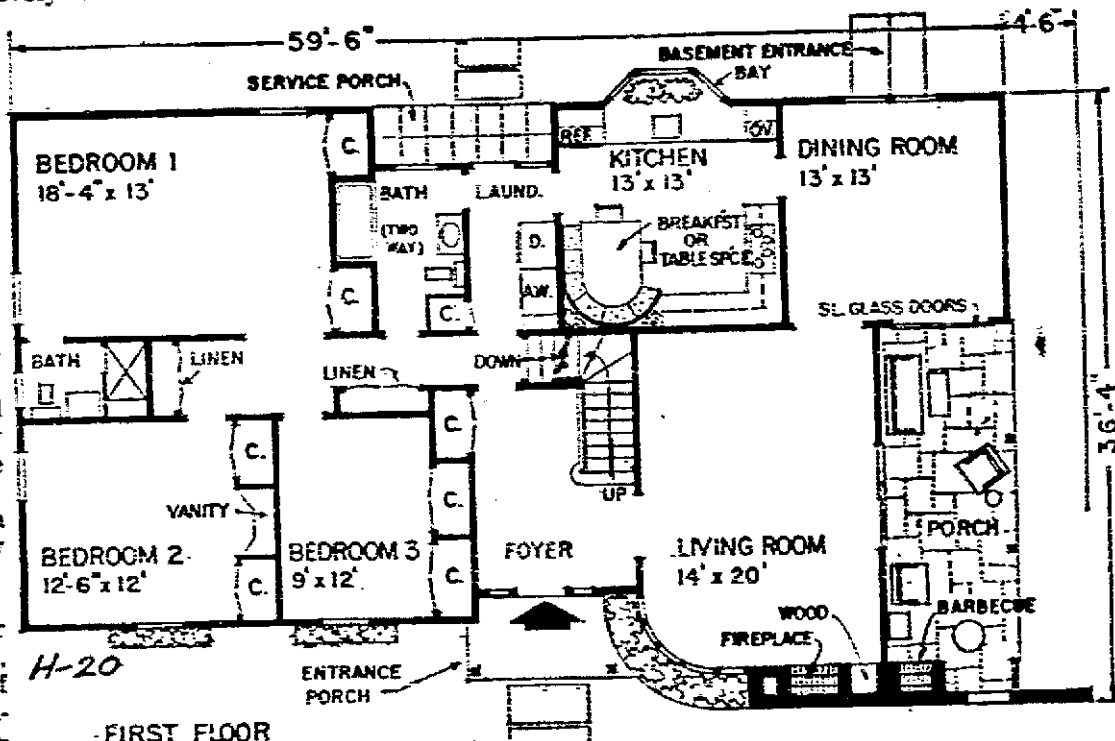 59'-6"
4'-6"
BASEMENT ENTRANCE
BAY
SERVICE PORCH
BEDROOM 1
18'-4" x 13'
C.
BATH
(TWO
WAY)
LAUND.
REF.
OV.
KITCHEN
13' x 13'
DINING ROOM
13' x 13'
BREAKFST
OR
TABLE SPCE
D.
A.W.
C.
C.
SL. GLASS DOORS
BATH
LINEN
LINEN
DOWN
36'-4"
C.
C.
VANITY
C.
UP
PORCH
BEDROOM 2
12'-6" x 12'
BEDROOM 3
9' x 12'
C.
C.
FOYER
LIVING ROOM
14' x 20'
WOOD
BARBECUE
FIREPLACE
H-20
ENTRANCE
PORCH
FIRST FLOOR